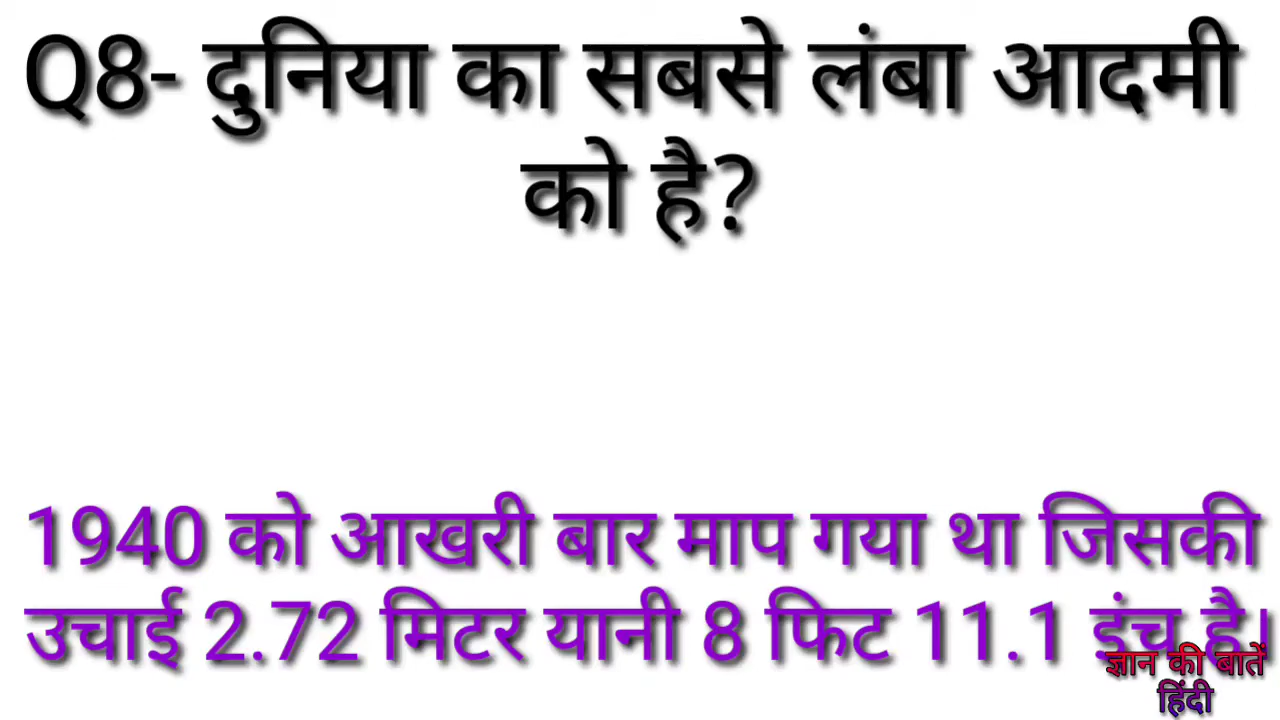 Q8- दुनिया का सबसे लंबा आदमी
को है?
1940 को आखरी बार माप गया था जिसकी
उचाई 2.72 मिटर यानी 8 फिट 11.1 इंच है।
ज्ञान की बातें
हिंदी